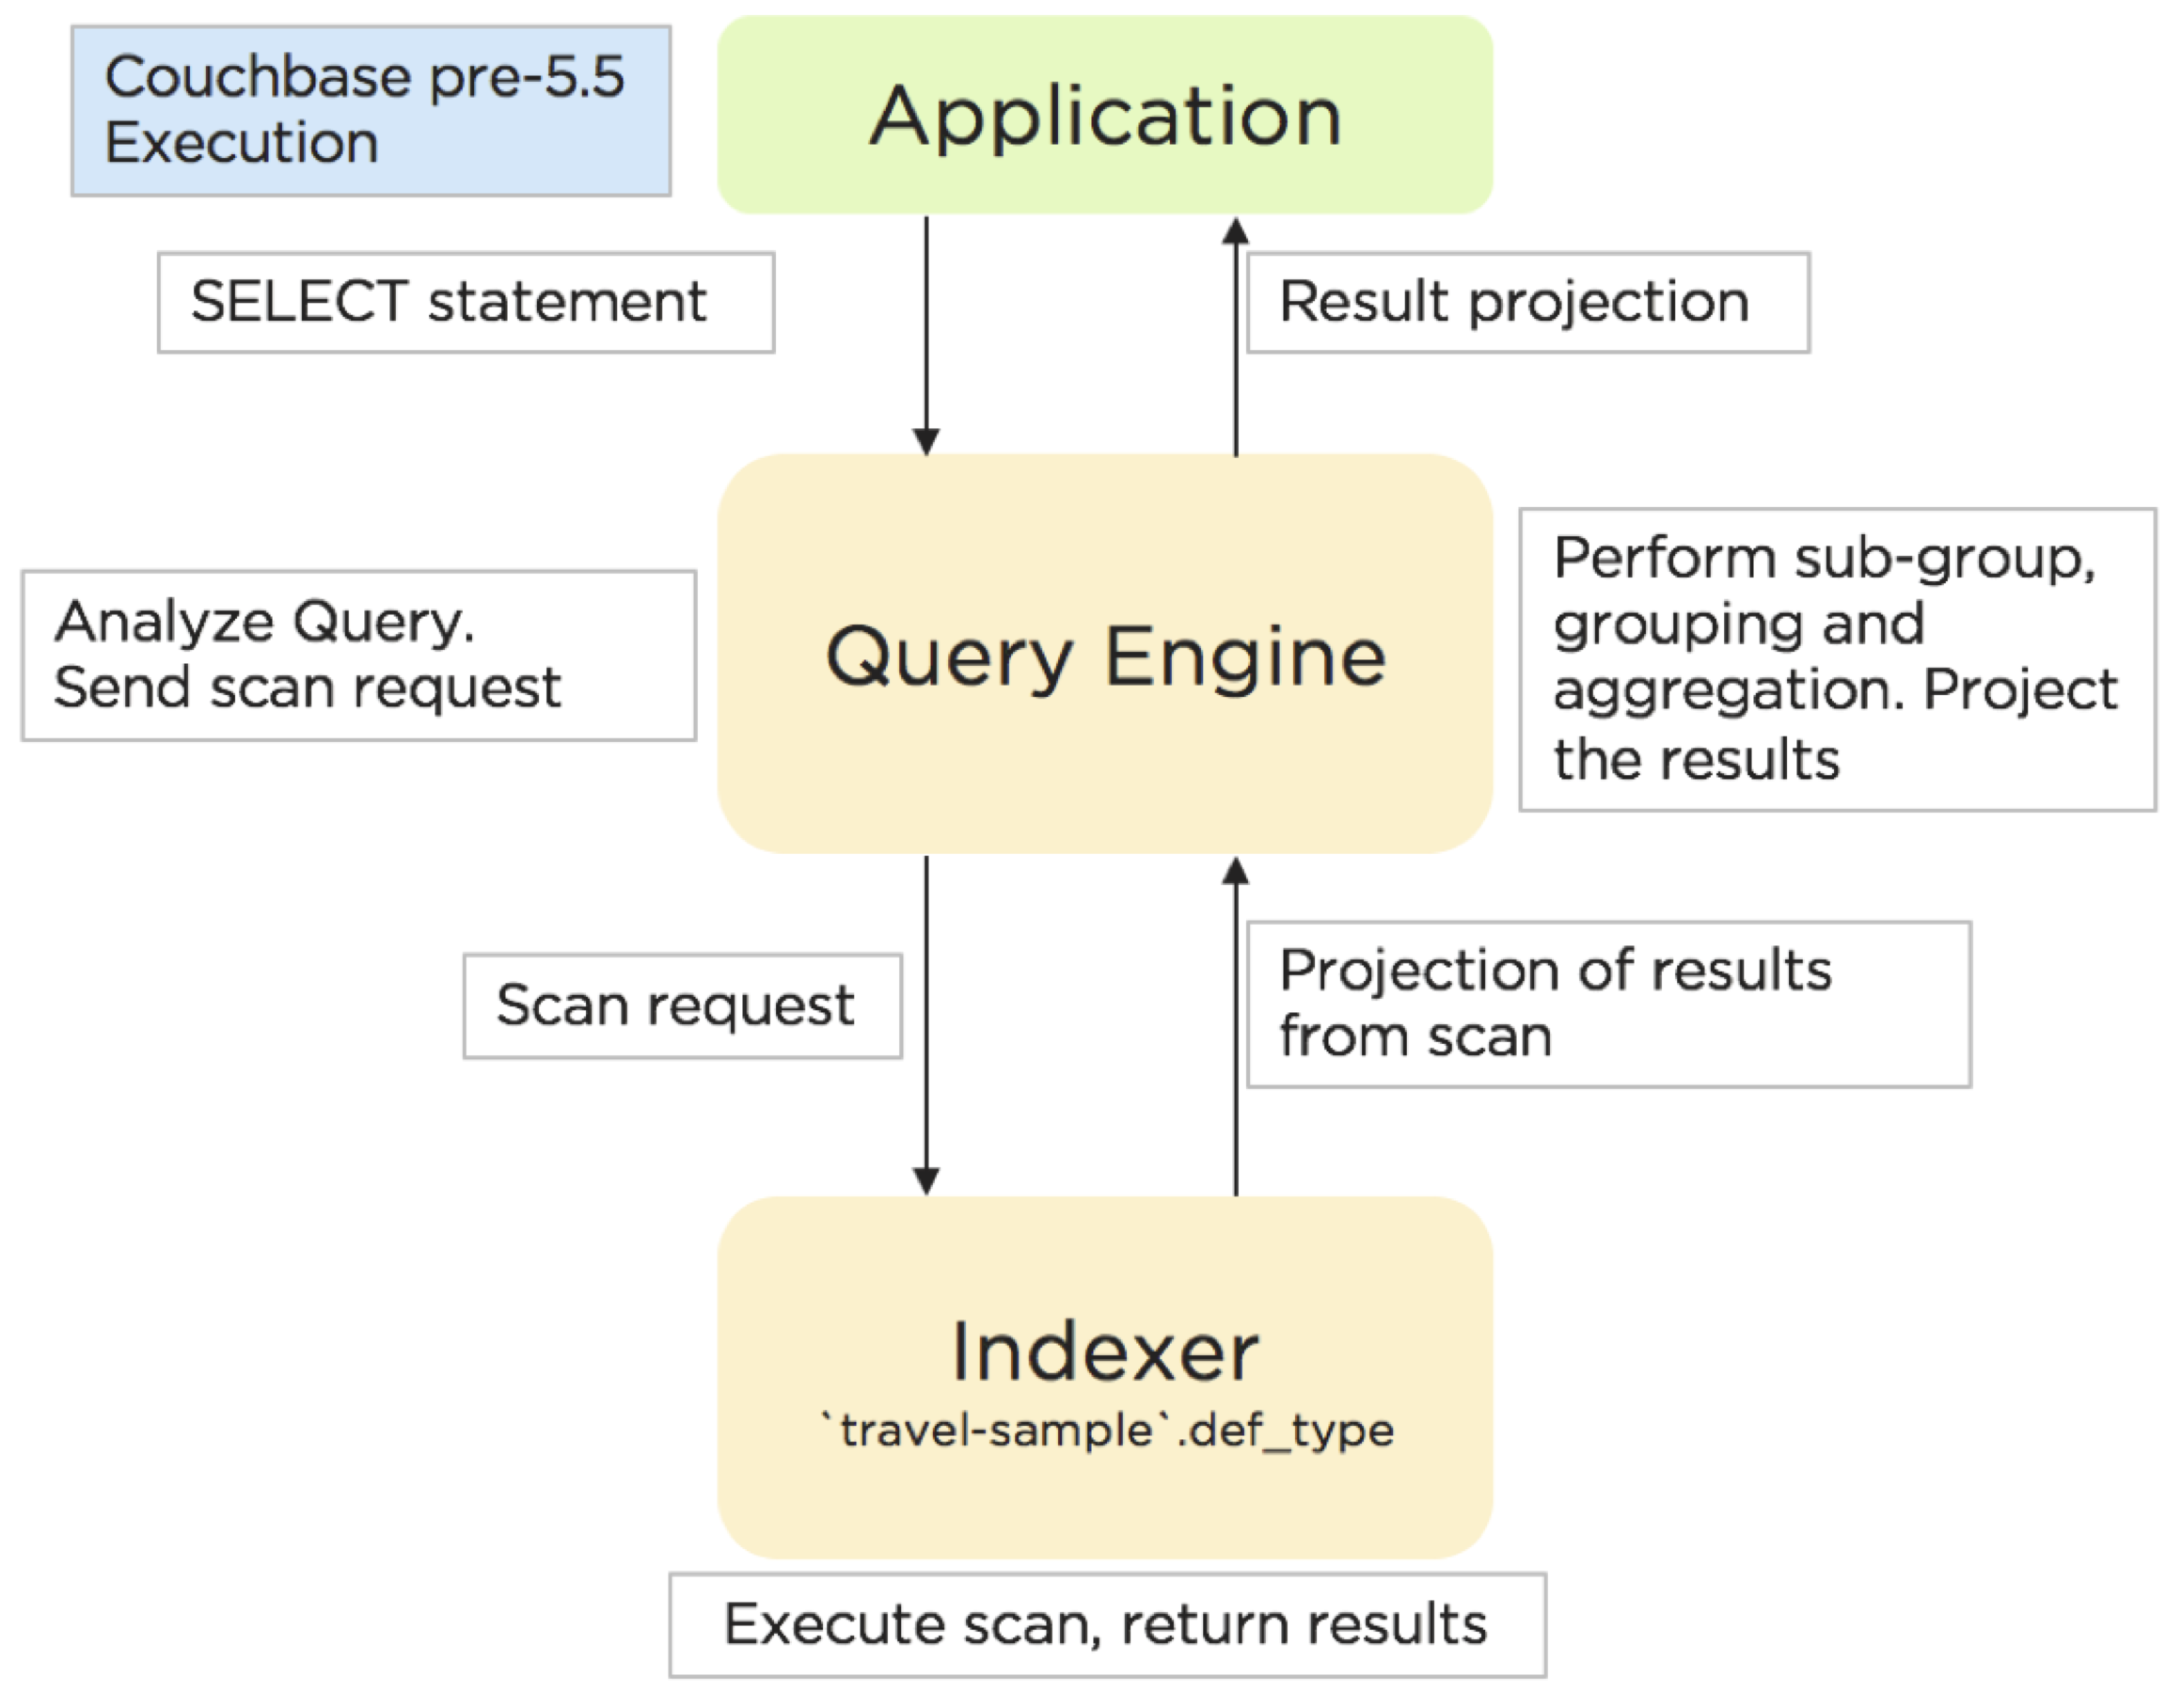 Couchbase pre-5.5
Execution
Application
SELECT statement
Result projection
Analyze Query.
Send scan request
Query Engine
Perform sub-group,
grouping and
aggregation. Project
the results
Scan request
Projection of results
from scan
Indexer
`travel-sample`.def_type
Execute scan, return results